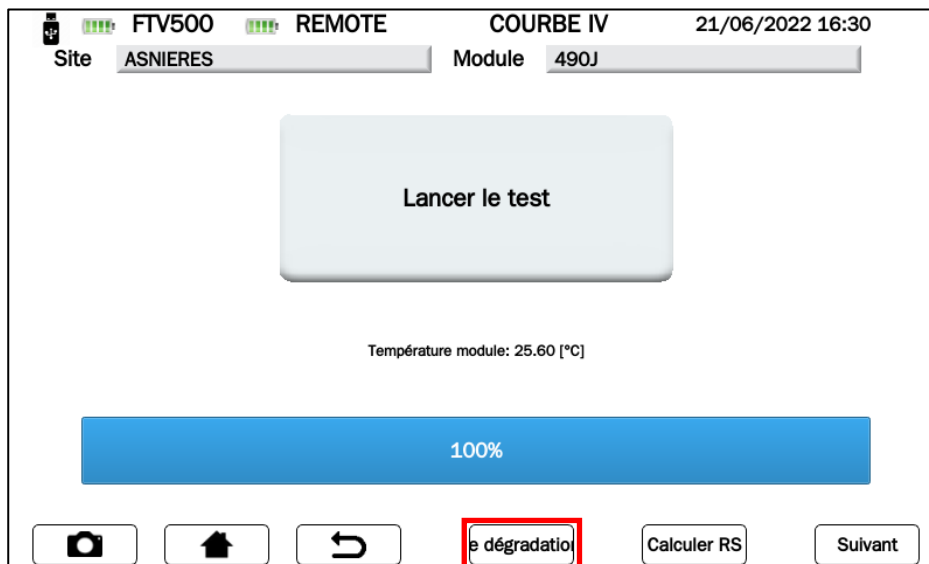 FTV500 REMOTE COURBE IV 21/06/2022 16:30
Site ASNIERES Module 490J
Lancer le test
Température module: 25.60 [°C]
100%
e dégradation Calculer RS Suivant